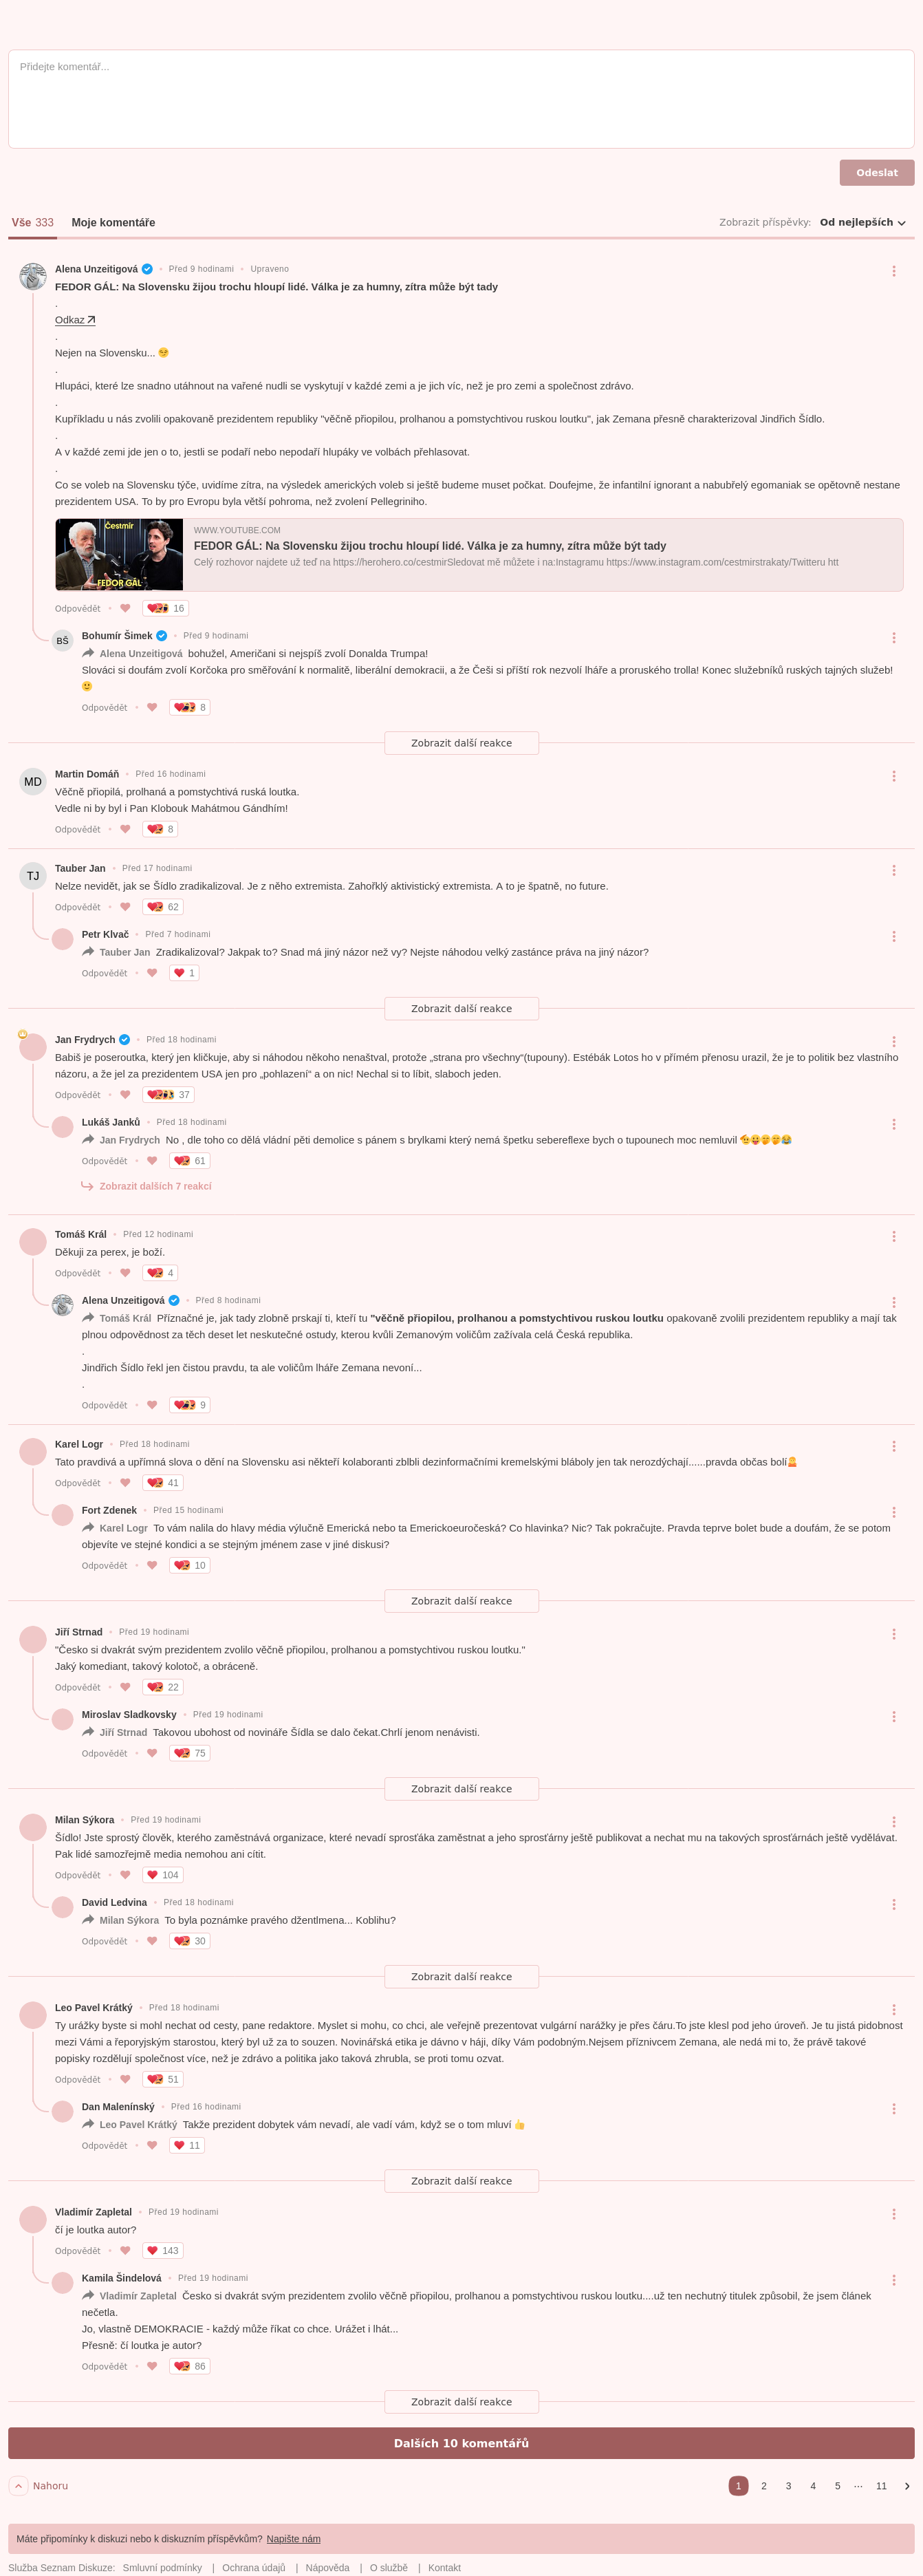 Přidejte komentář...
Odeslat
Vše 333 Moje komentáře Zobrazit příspěvky: Od nejlepších
Alena Unzeitigová • Před 9 hodinami • Upraveno
FEDOR GÁL: Na Slovensku žijou trochu hloupí lidé. Válka je za humny, zítra může být tady
.
Odkaz
.
Nejen na Slovensku... 😏
.
Hlupáci, které lze snadno utáhnout na vařené nudli se vyskytují v každé zemi a je jich víc, než je pro zemi a společnost zdrávo.
.
Kupříkladu u nás zvolili opakovaně prezidentem republiky "věčně připopilou, prolhanou a pomstychtivou ruskou loutku", jak Zemana přesně charakterizoval Jindřich Šídlo.
.
A v každé zemi jde jen o to, jestli se podaří nebo nepodaří hlupáky ve volbách přehlasovat.
.
Co se voleb na Slovensku týče, uvidíme zítra, na výsledek amerických voleb si ještě budeme muset počkat. Doufejme, že infantilní ignorant a nabubřelý egomaniak se opětovně nestane
prezidentem USA. To by pro Evropu byla větší pohroma, než zvolení Pellegriniho.
Čestmír
FEDOR GÁL
WWW.YOUTUBE.COM
FEDOR GÁL: Na Slovensku žijou trochu hloupí lidé. Válka je za humny, zítra může být tady
Celý rozhovor najdete už teď na https://herohero.co/cestmirSledovat mě můžete i na:Instagramu https://www.instagram.com/cestmirstrakaty/Twitteru htt
Odpovědět • 16
BŠ
Bohumír Šimek • Před 9 hodinami
Alena Unzeitigová bohužel, Američani si nejspíš zvolí Donalda Trumpa!
Slováci si doufám zvolí Korčoka pro směřování k normalitě, liberální demokracii, a že Češi si příští rok nezvolí lháře a proruského trolla! Konec služebníků ruských tajných služeb!
🙂
Odpovědět • 8
Zobrazit další reakce
MD
Martin Domáň • Před 16 hodinami
Věčně připopilá, prolhaná a pomstychtivá ruská loutka.
Vedle ni by byl i Pan Klobouk Mahátmou Gándhím!
Odpovědět • 8
TJ
Tauber Jan • Před 17 hodinami
Nelze nevidět, jak se Šídlo zradikalizoval. Je z něho extremista. Zahořklý aktivistický extremista. A to je špatně, no future.
Odpovědět • 62
Petr Klvač • Před 7 hodinami
Tauber Jan Zradikalizoval? Jakpak to? Snad má jiný názor než vy? Nejste náhodou velký zastánce práva na jiný názor?
Odpovědět • 1
Zobrazit další reakce
Jan Frydrych • Před 18 hodinami
Babiš je poseroutka, který jen kličkuje, aby si náhodou někoho nenaštval, protože „strana pro všechny“(tupouny). Estébák Lotos ho v přímém přenosu urazil, že je to politik bez vlastního
názoru, a že jel za prezidentem USA jen pro „pohlazení“ a on nic! Nechal si to líbit, slaboch jeden.
Odpovědět • 37
Lukáš Janků • Před 18 hodinami
Jan Frydrych No , dle toho co dělá vládní pěti demolice s pánem s brylkami který nemá špetku sebereflexe bych o tupounech moc nemluvil
Odpovědět • 61
Zobrazit dalších 7 reakcí
Tomáš Král • Před 12 hodinami
Děkuji za perex, je boží.
Odpovědět • 4
Alena Unzeitigová • Před 8 hodinami
Tomáš Král Příznačné je, jak tady zlobně prskají ti, kteří tu "věčně připopilou, prolhanou a pomstychtivou ruskou loutku opakovaně zvolili prezidentem republiky a mají tak
plnou odpovědnost za těch deset let neskutečné ostudy, kterou kvůli Zemanovým voličům zažívala celá Česká republika.
.
Jindřich Šídlo řekl jen čistou pravdu, ta ale voličům lháře Zemana nevoní...
.
Odpovědět • 9
Karel Logr • Před 18 hodinami
Tato pravdivá a upřímná slova o dění na Slovensku asi někteří kolaboranti zblbli dezinformačními kremelskými bláboly jen tak nerozdýchají......pravda občas bolí
Odpovědět • 41
Fort Zdenek • Před 15 hodinami
Karel Logr To vám nalila do hlavy média výlučně Emerická nebo ta Emerickoeuročeská? Co hlavinka? Nic? Tak pokračujte. Pravda teprve bolet bude a doufám, že se potom
objevíte ve stejné kondici a se stejným jménem zase v jiné diskusi?
Odpovědět • 10
Zobrazit další reakce
Jiří Strnad • Před 19 hodinami
"Česko si dvakrát svým prezidentem zvolilo věčně připopilou, prolhanou a pomstychtivou ruskou loutku."
Jaký komediant, takový kolotoč, a obráceně.
Odpovědět • 22
Miroslav Sladkovsky • Před 19 hodinami
Jiří Strnad Takovou ubohost od novináře Šídla se dalo čekat.Chrlí jenom nenávisti.
Odpovědět • 75
Zobrazit další reakce
Milan Sýkora • Před 19 hodinami
Šídlo! Jste sprostý člověk, kterého zaměstnává organizace, které nevadí sprosťáka zaměstnat a jeho sprosťárny ještě publikovat a nechat mu na takových sprosťárnách ještě vydělávat.
Pak lidé samozřejmě media nemohou ani cítit.
Odpovědět • 104
David Ledvina • Před 18 hodinami
Milan Sýkora To byla poznámke pravého džentlmena... Koblihu?
Odpovědět • 30
Zobrazit další reakce
Leo Pavel Krátký • Před 18 hodinami
Ty urážky byste si mohl nechat od cesty, pane redaktore. Myslet si mohu, co chci, ale veřejně prezentovat vulgární narážky je přes čáru.To jste klesl pod jeho úroveň. Je tu jistá pidobnost
mezi Vámi a řeporyjským starostou, který byl už za to souzen. Novinářská etika je dávno v háji, díky Vám podobným.Nejsem příznivcem Zemana, ale nedá mi to, že právě takové
popisky rozdělují společnost více, než je zdrávo a politika jako taková zhrubla, se proti tomu ozvat.
Odpovědět • 51
Dan Malenínský • Před 16 hodinami
Leo Pavel Krátký Takže prezident dobytek vám nevadí, ale vadí vám, když se o tom mluví 👍
Odpovědět • 11
Zobrazit další reakce
Vladimír Zapletal • Před 19 hodinami
čí je loutka autor?
Odpovědět • 143
Kamila Šindelová • Před 19 hodinami
Vladimír Zapletal Česko si dvakrát svým prezidentem zvolilo věčně připopilou, prolhanou a pomstychtivou ruskou loutku....už ten nechutný titulek způsobil, že jsem článek
nečetla.
Jo, vlastně DEMOKRACIE - každý může říkat co chce. Urážet i lhát...
Přesně: čí loutka je autor?
Odpovědět • 86
Zobrazit další reakce
Dalších 10 komentářů
Nahoru 1 2 3 4 5 ... 11
Máte připomínky k diskuzi nebo k diskuzním příspěvkům? Napište nám
Služba Seznam Diskuze: Smluvní podmínky | Ochrana údajů | Nápověda | O službě | Kontakt